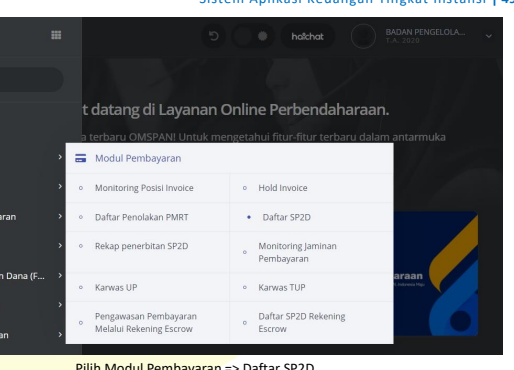 Sistem Aplikasi Keuangan Tingkat Instansi |
haichat
BADAN PENGELOLA...
T.A. 2020
t datang di Layanan Online Perbendaharaan.
a terbaru OMSPAN! Untuk mengetahui fitur-fitur terbaru dalam antarmuka
Modul Pembayaran
Monitoring Posisi Invoice
Hold Invoice
Daftar Penolakan PMRT
Daftar SP2D
Rekap penerbitan SP2D
Monitoring Jaminan
Pembayaran
Karwas UP
Karwas TUP
Pengawasan Pembayaran
Melalui Rekening Escrow
Daftar SP2D Rekening
Escrow
aran
n Dana (F...
an
araan
Pilih Modul Pembayaran => Daftar SP2D